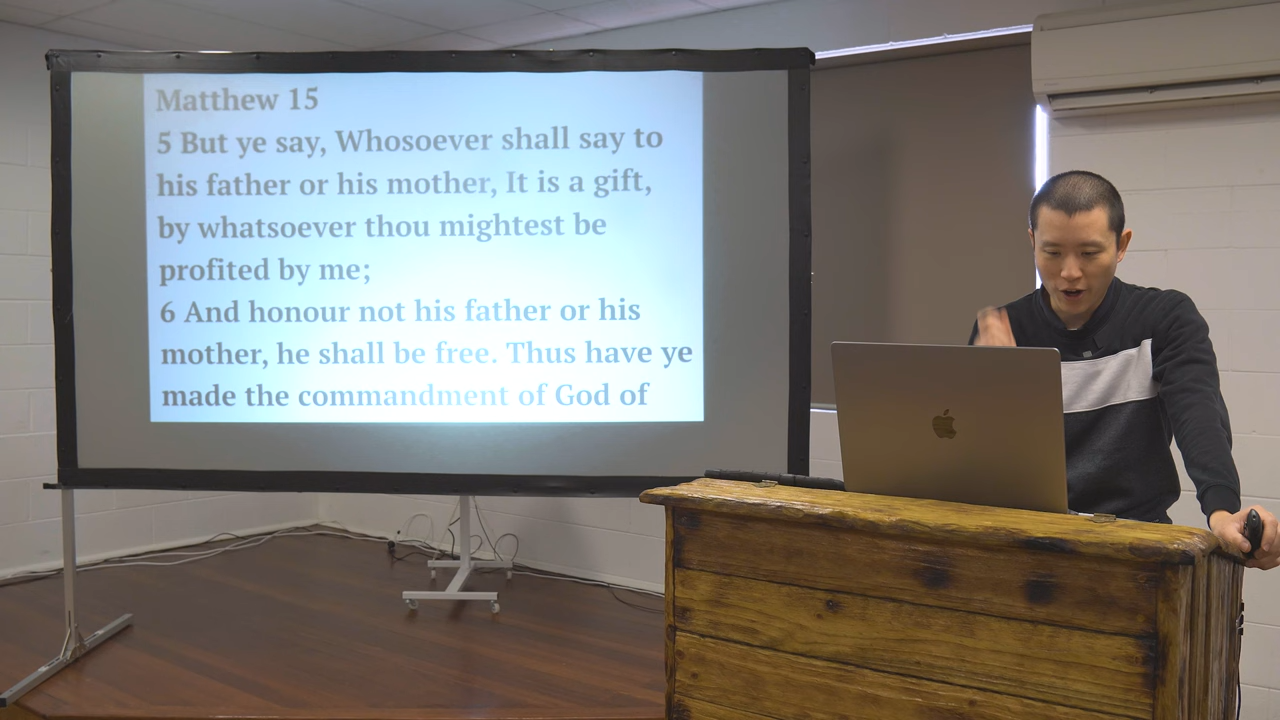 Matthew 15
5 But ye say, Whosoever shall say to
his father or his mother, It is a gift,
by whatsoever thou mightest be
profited by me;
6 And honour not his father or his
mother, he shall be free. Thus have ye
made the commandment of God of